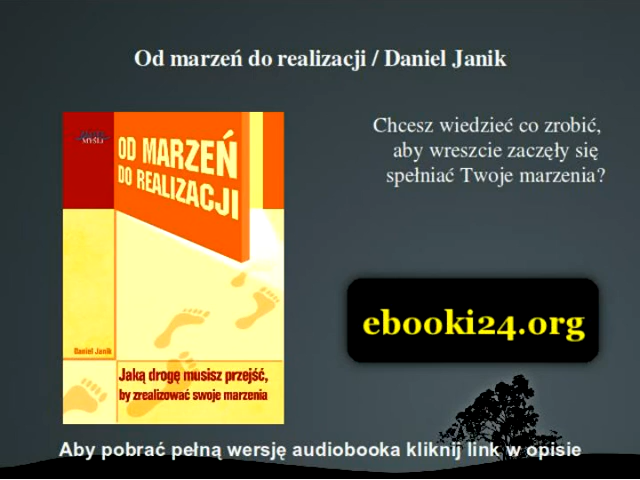 Od marzeń do realizacji / Daniel Janik
Chcesz wiedzieć co zrobić,
aby wreszcie zaczęły się
spełniać Twoje marzenia?
MYŚLI
OD MARZEŃ
DO REALIZACJI
Daniel Janik
Jaką drogę musisz przejść,
by zrealizować swoje marzenia
ebooki24.org
Aby pobrać pełną wersję audiobooka kliknij link w opisie